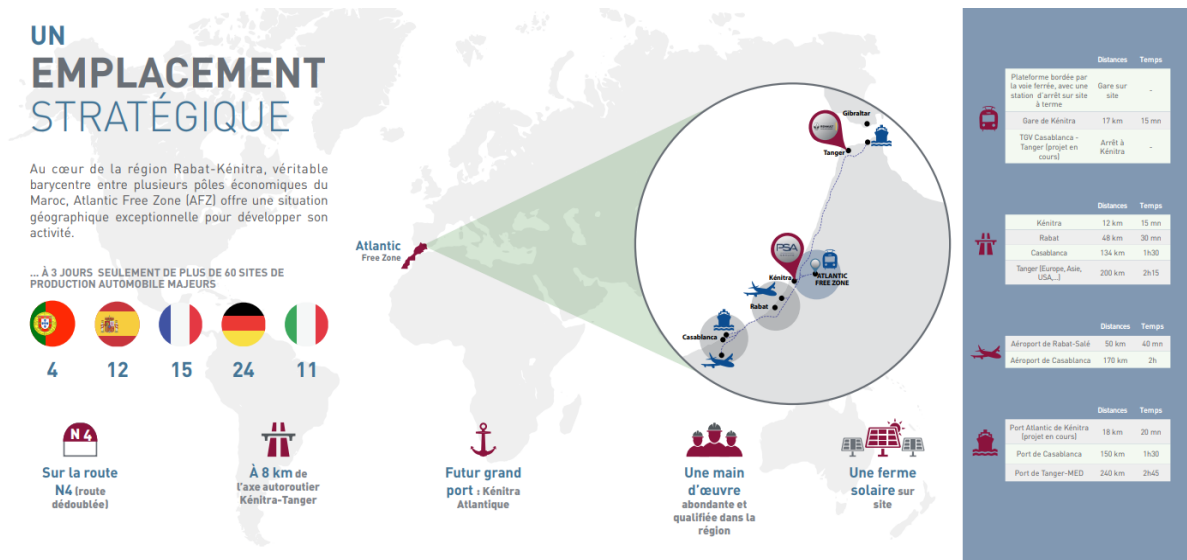 UN
EMPLACEMENT
STRATÉGIQUE
Au cœur de la région Rabat-Kénitra, véritable
barycentre entre plusieurs pôles économiques du
Maroc, Atlantic Free Zone (AFZ) offre une situation
géographique exceptionnelle pour développer son
activité.
... À 3 JOURS SEULEMENT DE PLUS DE 60 SITES DE
PRODUCTION AUTOMOBILE MAJEURS
4 12 15 24 11
Atlantic
Free Zone
Gibraltar
Tanger
PSA
Kénitra
ATLANTIC
FREE ZONE
Rabat
Casablanca
N4
Sur la route
N4 (route
dédoublée)
À 8 km de
l'axe autoroutier
Kénitra-Tanger
Futur grand
port : Kénitra
Atlantique
Une main
d'œuvre
abondante et
qualifiée dans la
région
Une ferme
solaire sur
site
Distances Temps
Plateforme bordée par
la voie ferrée, avec une
station d'arrêt sur site
à terme
Gare sur
site
-
Gare de Kénitra 17 km 15 mn
TGV Casablanca -
Tanger (projet en
cours)
Arrêt à
Kénitra
-
Distances Temps
Kénitra 12 km 15 mn
Rabat 48 km 30 mn
Casablanca 134 km 1h30
Tanger (Europe, Asie,
USA,...)
200 km 2h15
Distances Temps
Aéroport de Rabat-Salé 50 km 40 mn
Aéroport de Casablanca 170 km 2h
Distances Temps
Port Atlantic de Kénitra
(projet en cours)
18 km 20 mn
Port de Casablanca 150 km 1h30
Port de Tanger-MED 240 km 2h45